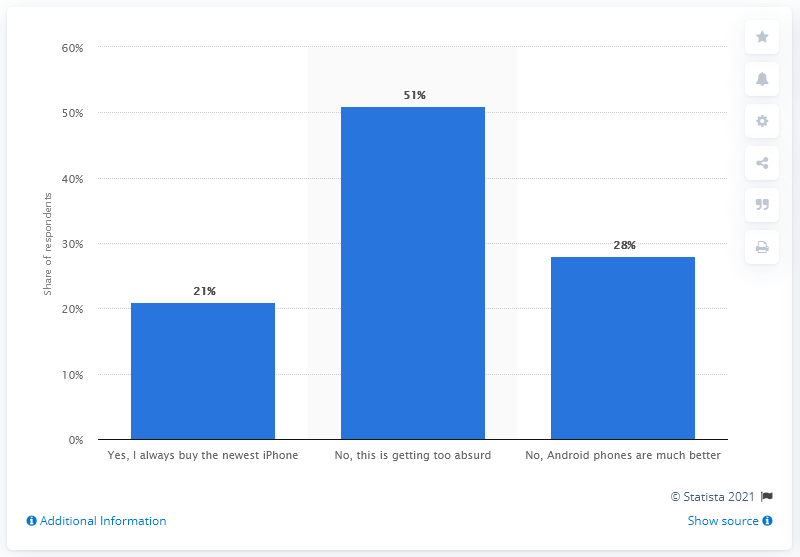 60%
50%
40%
30%
20%
10%
0%
Share of respondents
21%
51%
28%
Yes, I always buy the newest iPhone
No, this is getting too absurd
No, Android phones are much better
© Statista 2021
Additional Information
Show source